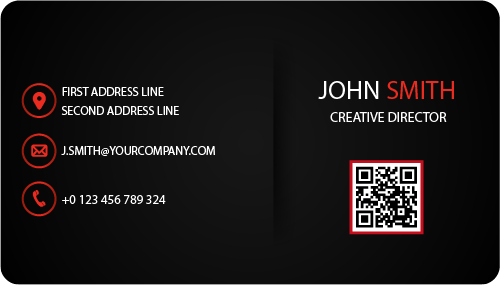 FIRST ADDRESS LINE
SECOND ADDRESS LINE
J.SMITH@YOURCOMPANY.COM
+0 123 456 789 324
JOHN SMITH
CREATIVE DIRECTOR